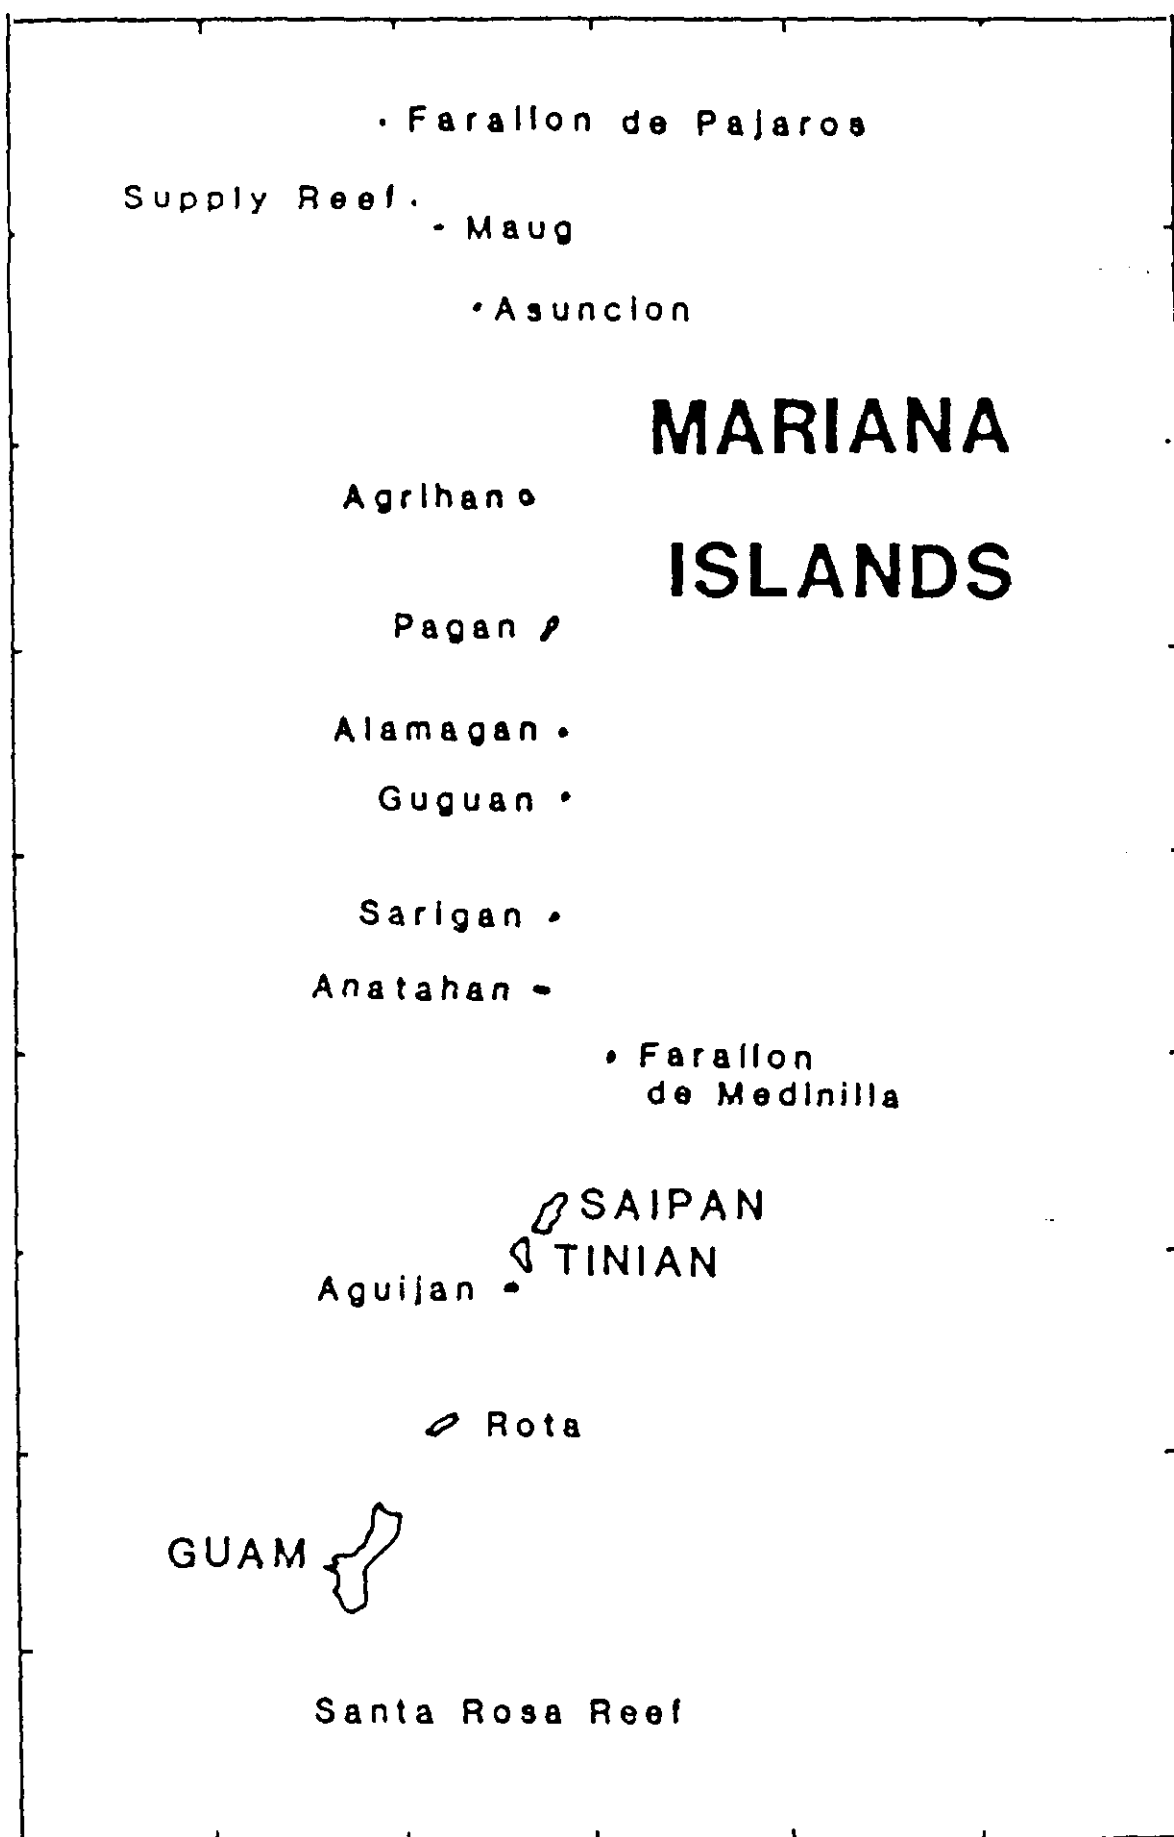 Farallon de Pajaros
Supply Reef
Maug
Asuncion
MARIANA
Agrihan
ISLANDS
Pagan
Alamagan
Guguan
Sarigan
Anatahan
Farallon
de Medinilla
SAIPAN
TINIAN
Aguijan
Rota
GUAM
Santa Rosa Reef